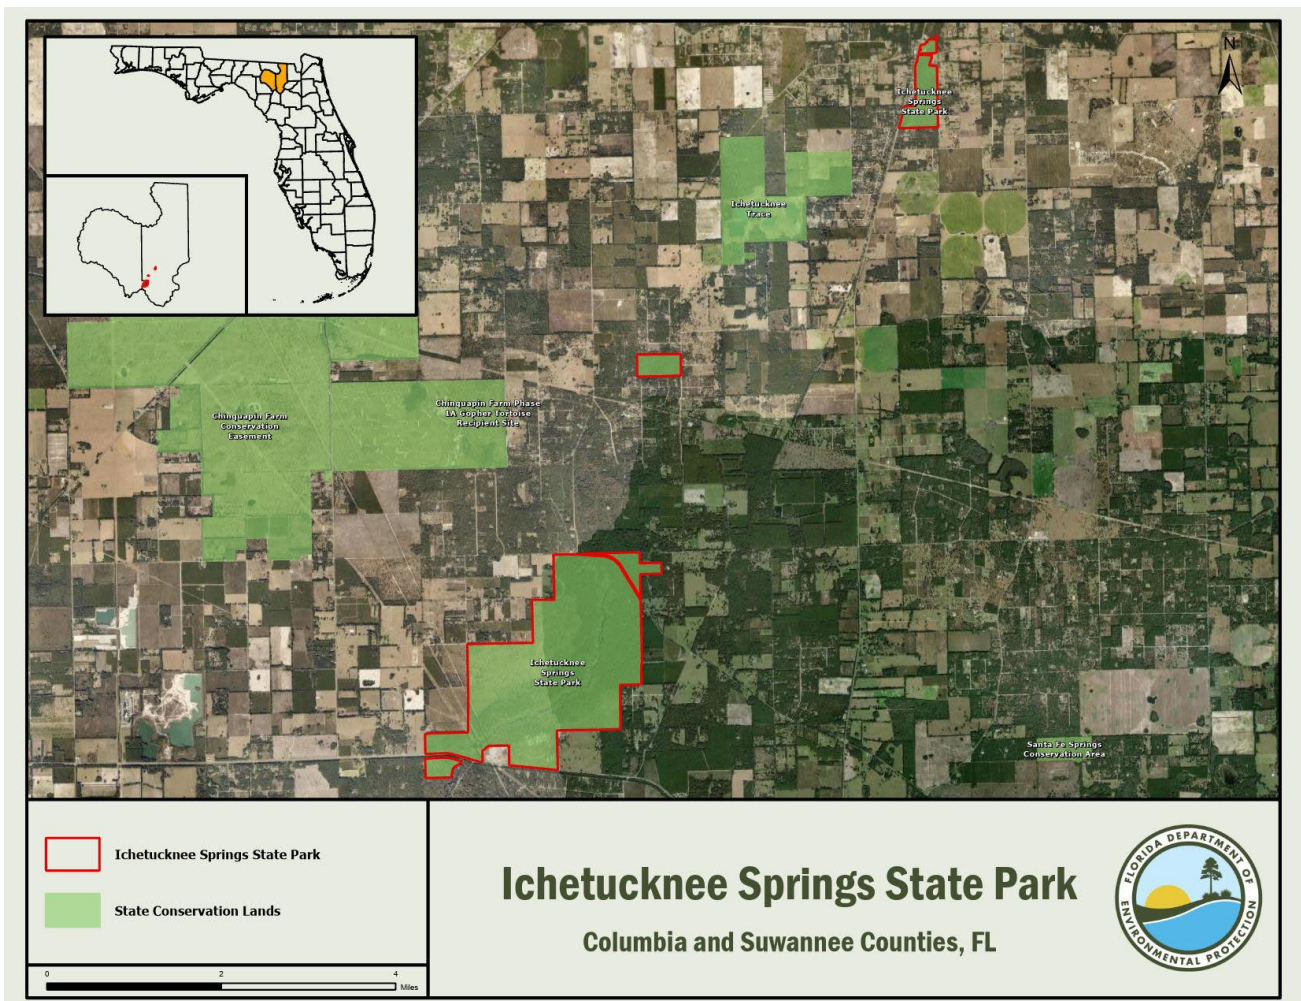 N
Ichetucknee
Springs
State Park
Ichetucknee
Trace
Chinquapin Farm
Conservation
Easement
Chinquapin Farm Phase
1A Gopher Tortoise
Recipient Site
Ichetucknee
Springs
State Park
Santa Fe Springs
Conservation Area
Ichetucknee Springs State Park
State Conservation Lands
0 2 4
Miles
Ichetucknee Springs State Park
Columbia and Suwannee Counties, FL
FLORIDA DEPARTMENT OF
ENVIRONMENTAL PROTECTION